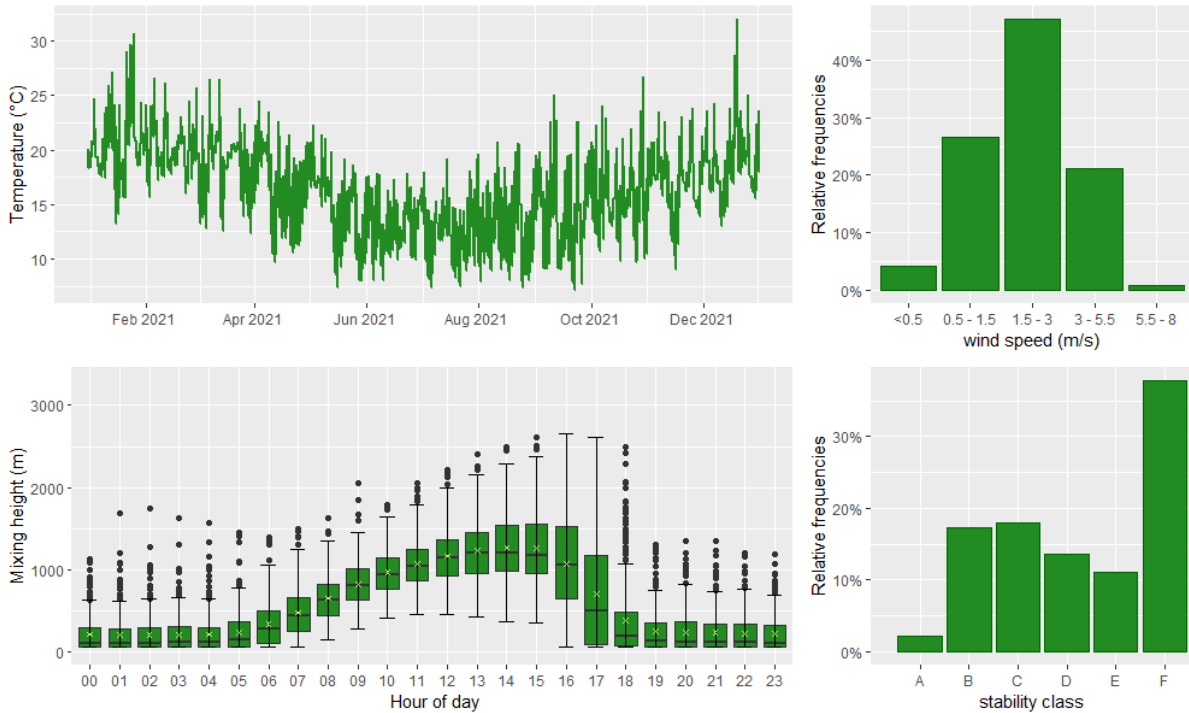 Temperature (°C)
30
25
20
15
10
Feb 2021 Apr 2021 Jun 2021 Aug 2021 Oct 2021 Dec 2021
Relative frequencies
40%
30%
20%
10%
0%
<0.5 0.5 - 1.5 1.5 - 3 3 - 5.5 5.5 - 8
wind speed (m/s)
Mixing height (m)
3000
2000
1000
0
00 01 02 03 04 05 06 07 08 09 10 11 12 13 14 15 16 17 18 19 20 21 22 23
Hour of day
Relative frequencies
30%
20%
10%
0%
A B C D E F
stability class